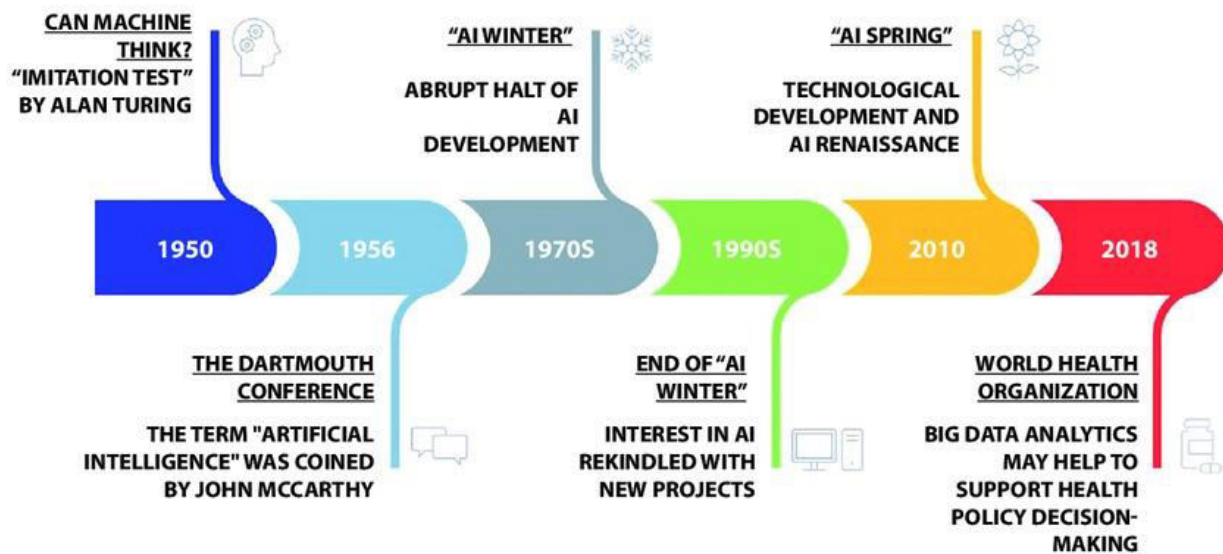 CAN MACHINE
THINK?
“IMITATION TEST”
BY ALAN TURING
“AI WINTER”
ABRUPT HALT OF
AI
DEVELOPMENT
“AI SPRING”
TECHNOLOGICAL
DEVELOPMENT AND
AI RENAISSANCE
1950
1956
1970S
1990S
2010
2018
THE DARTMOUTH
CONFERENCE
THE TERM "ARTIFICIAL
INTELLIGENCE" WAS COINED
BY JOHN MCCARTHY
END OF “AI
WINTER”
INTEREST IN AI
REKINDLED WITH
NEW PROJECTS
WORLD HEALTH
ORGANIZATION
BIG DATA ANALYTICS
MAY HELP TO
SUPPORT HEALTH
POLICY DECISION-
MAKING